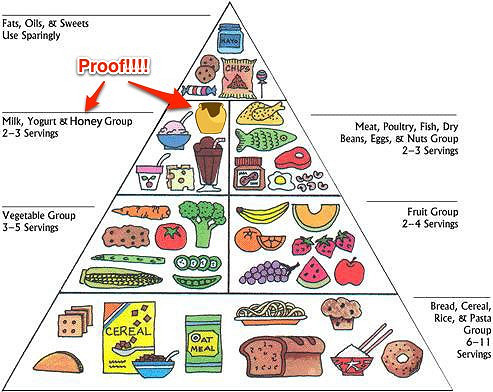 Fats, Oils, & Sweets
Use Sparingly
MAYO
CHIPS
Proof!!!!
Milk, Yogurt & Honey Group
2–3 Servings
Meat, Poultry, Fish, Dry
Beans, Eggs, & Nuts Group
2–3 Servings
Vegetable Group
3–5 Servings
Fruit Group
2–4 Servings
Bread, Cereal,
Rice, & Pasta
Group
6–11
Servings
CEREAL
OAT
MEAL